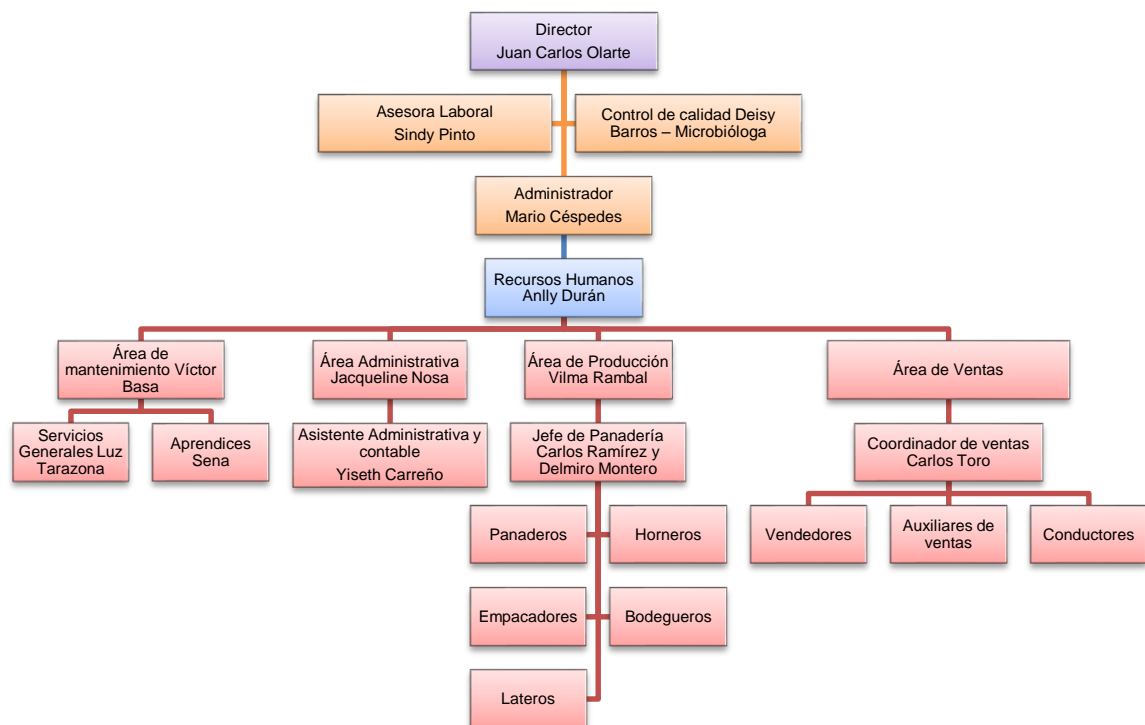 Director
Juan Carlos Olarte
Asesora Laboral
Sindy Pinto
Control de calidad Deisy
Barros – Microbióloga
Administrador
Mario Céspedes
Recursos Humanos
Anlly Durán
Área de
mantenimiento Víctor
Basa
Área Administrativa
Jacqueline Nosa
Área de Producción
Vilma Rambal
Área de Ventas
Servicios
Generales Luz
Tarazona
Aprendices
Sena
Asistente Administrativa y
contable
Yiseth Carreño
Jefe de Panadería
Carlos Ramírez y
Delmiro Montero
Coordinador de ventas
Carlos Toro
Panaderos
Horneros
Vendedores
Auxiliares de
ventas
Conductores
Empacadores
Bodegueros
Lateros